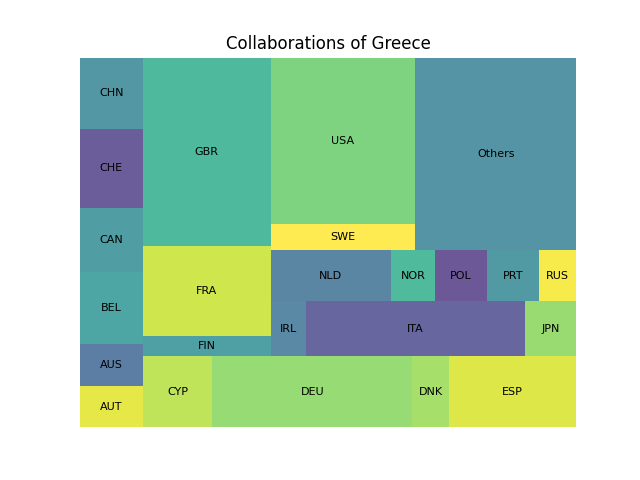 Collaborations of Greece
CHN
GBR
USA
Others
CHE
CAN
SWE
BEL
FRA
NLD
NOR
POL
PRT
RUS
IRL
ITA
JPN
FIN
AUS
AUT
CYP
DEU
DNK
ESP